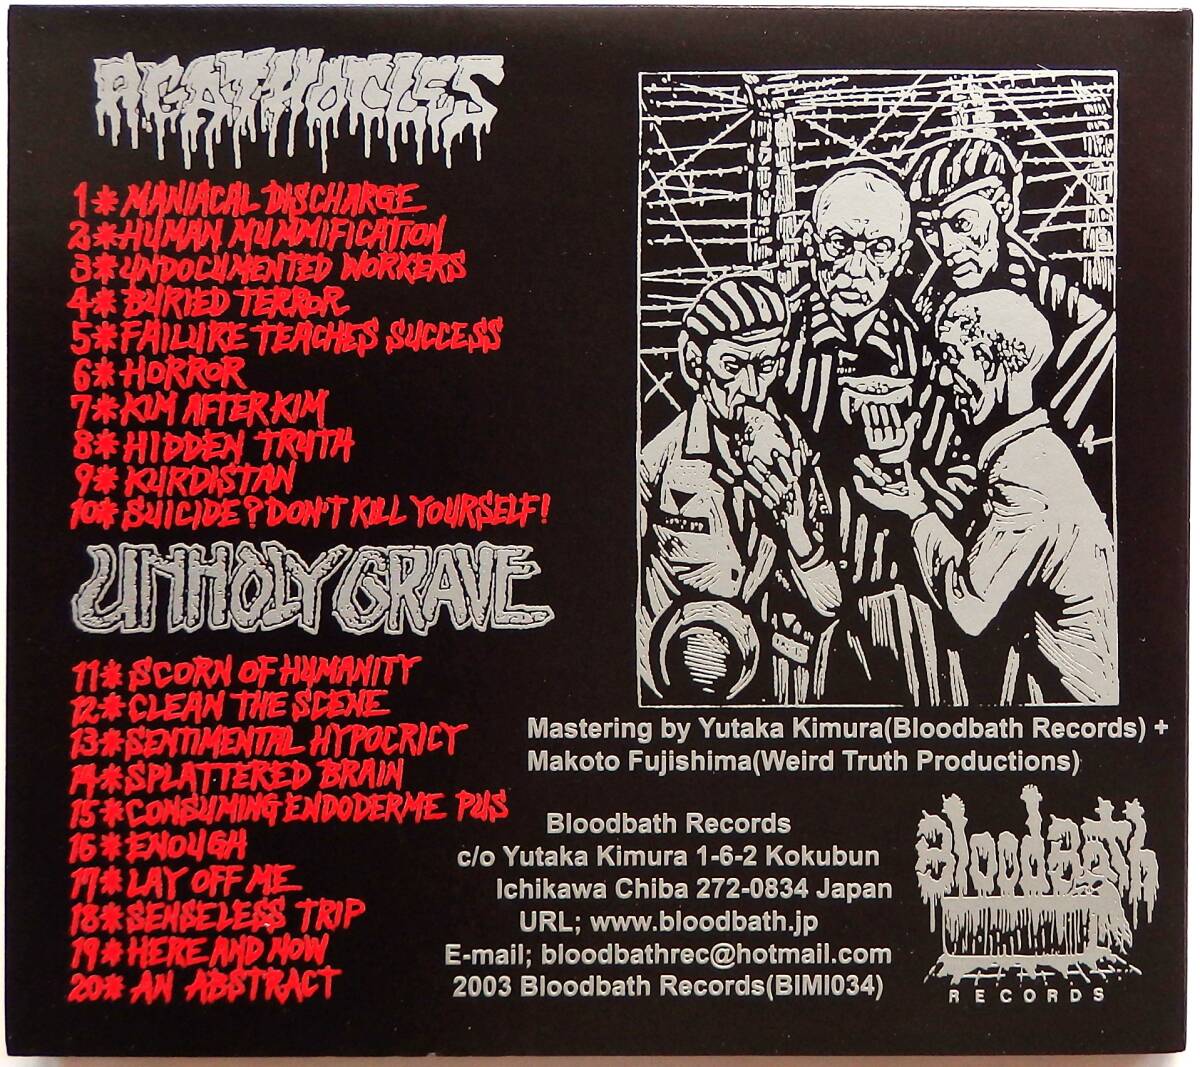 AGATHOCLES
1* MANIACAL DISCHARGE
2*HUMAN MUMMIFICATION
3*UNDOCUMENTED WORKERS
4* BURIED TERROR
5*FAILURE TEACHES SUCCESS
6*HORROR
7*KIM AFTER KIM
8*HIDDEN TRUTH
9*KURDISTAN
10*SUICIDE? DON'T KILL YOURSELF!
UNHOLY GRAVE
11* SCORN OF HUMANITY
12* CLEAN THE SCENE
13*SENTIMENTAL HYPOCRICY
14*SPLATTERED BRAIN
15*CONSUMING ENDODERME PUS
16*ENOUGH
17*LAY OFF ME
18*SENSELESS TRIP
19*HERE AND NOW
20* AN ABSTRACT
Mastering by Yutaka Kimura(Bloodbath Records) +
Makoto Fujishima(Weird Truth Productions)
Bloodbath Records
c/o Yutaka Kimura 1-6-2 Kokubun
Ichikawa Chiba 272-0834 Japan
URL; www.bloodbath.jp
E-mail; bloodbathrec@hotmail.com
2003 Bloodbath Records(BIMI034)
BloodBath
RECORDS